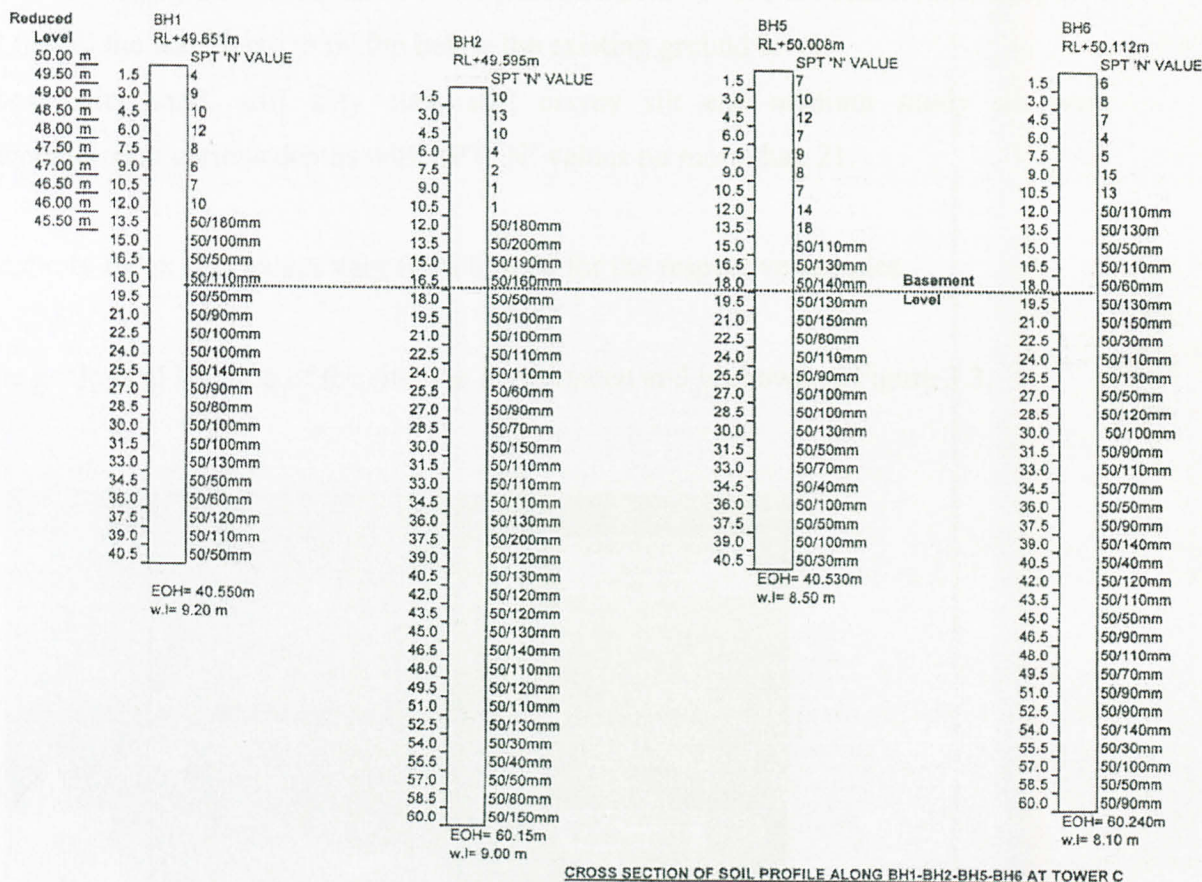 Reduced
Level
50.00 m
49.50 m
49.00 m
48.50 m
48.00 m
47.50 m
47.00 m
46.50 m
46.00 m
45.50 m
BH1
RL+49.651m
SPT 'N' VALUE
1.5 4
3.0 9
4.5 10
6.0 12
7.5 8
9.0 6
10.5 7
12.0 10
13.5 50/180mm
15.0 50/100mm
16.5 50/50mm
18.0 50/110mm
19.5 50/50mm
21.0 50/90mm
22.5 50/100mm
24.0 50/100mm
25.5 50/140mm
27.0 50/90mm
28.5 50/80mm
30.0 50/100mm
31.5 50/100mm
33.0 50/130mm
34.5 50/50mm
36.0 50/60mm
37.5 50/120mm
39.0 50/110mm
40.5 50/50mm
EOH= 40.550m
w.l= 9.20 m
BH2
RL+49.595m
SPT 'N' VALUE
1.5 10
3.0 13
4.5 10
6.0 4
7.5 2
9.0 1
10.5 1
12.0 50/180mm
13.5 50/200mm
15.0 50/190mm
16.5 50/160mm
18.0 50/50mm
19.5 50/100mm
21.0 50/100mm
22.5 50/110mm
24.0 50/110mm
25.5 50/60mm
27.0 50/90mm
28.5 50/70mm
30.0 50/150mm
31.5 50/110mm
33.0 50/110mm
34.5 50/110mm
36.0 50/130mm
37.5 50/200mm
39.0 50/120mm
40.5 50/130mm
42.0 50/120mm
43.5 50/120mm
45.0 50/130mm
46.5 50/140mm
48.0 50/110mm
49.5 50/120mm
51.0 50/110mm
52.5 50/130mm
54.0 50/30mm
55.5 50/40mm
57.0 50/50mm
58.5 50/80mm
60.0 50/150mm
EOH= 60.15m
w.l= 9.00 m
BH5
RL+50.008m
SPT 'N' VALUE
1.5 7
3.0 10
4.5 12
6.0 7
7.5 9
9.0 8
10.5 7
12.0 14
13.5 18
15.0 50/110mm
16.5 50/130mm
18.0 50/140mm
19.5 50/130mm
21.0 50/150mm
22.5 50/80mm
24.0 50/110mm
25.5 50/90mm
27.0 50/100mm
28.5 50/100mm
30.0 50/130mm
31.5 50/50mm
33.0 50/70mm
34.5 50/40mm
36.0 50/100mm
37.5 50/50mm
39.0 50/100mm
40.5 50/30mm
EOH= 40.530m
w.l= 8.50 m
Basement
Level
BH6
RL+50.112m
SPT 'N' VALUE
1.5 6
3.0 8
4.5 7
6.0 4
7.5 5
9.0 15
10.5 13
12.0 50/110mm
13.5 50/130m
15.0 50/50mm
16.5 50/110mm
18.0 50/60mm
19.5 50/130mm
21.0 50/150mm
22.5 50/30mm
24.0 50/110mm
25.5 50/130mm
27.0 50/50mm
28.5 50/120mm
30.0 50/100mm
31.5 50/90mm
33.0 50/110mm
34.5 50/70mm
36.0 50/50mm
37.5 50/90mm
39.0 50/140mm
40.5 50/40mm
42.0 50/120mm
43.5 50/110mm
45.0 50/50mm
46.5 50/90mm
48.0 50/110mm
49.5 50/70mm
51.0 50/90mm
52.5 50/90mm
54.0 50/140mm
55.5 50/30mm
57.0 50/100mm
58.5 50/50mm
60.0 50/90mm
EOH= 60.240m
w.l= 8.10 m
CROSS SECTION OF SOIL PROFILE ALONG BH1-BH2-BH5-BH6 AT TOWER C